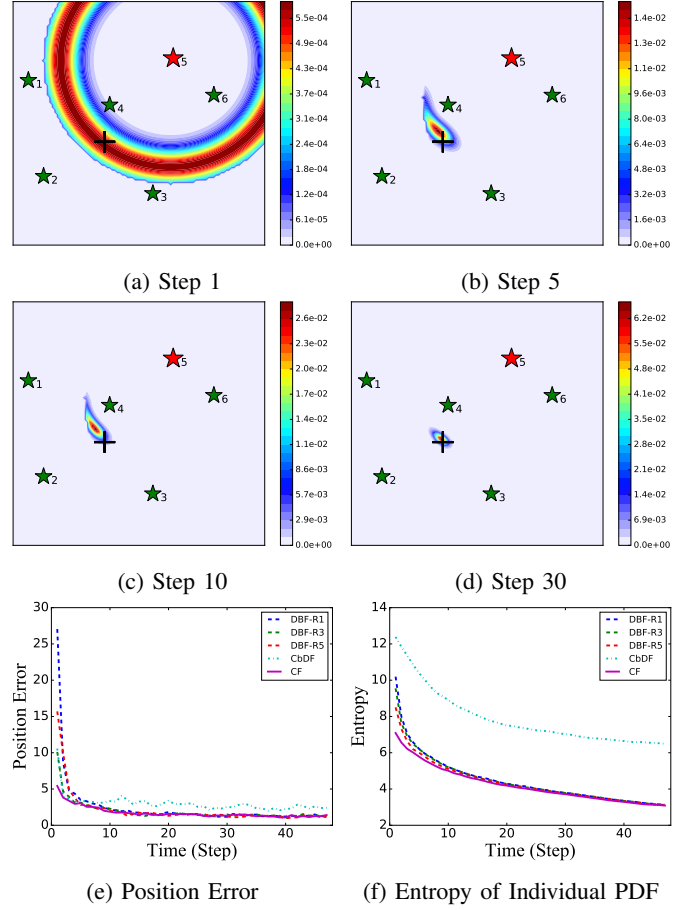 5.5e-04
4.9e-04
4.3e-04
3.7e-04
3.1e-04
2.4e-04
1.8e-04
1.2e-04
6.1e-05
0.0e+00
1
2
3
4
5
6
(a) Step 1
1.4e-02
1.2e-02
1.1e-02
9.4e-03
7.8e-03
6.2e-03
4.7e-03
3.1e-03
1.6e-03
0.0e+00
1
2
3
4
5
6
(b) Step 5
2.6e-02
2.3e-02
2.0e-02
1.7e-02
1.4e-02
1.2e-02
8.7e-03
5.8e-03
2.9e-03
0.0e+00
1
2
3
4
5
6
(c) Step 10
6.6e-02
5.9e-02
5.1e-02
4.4e-02
3.7e-02
2.9e-02
2.2e-02
1.5e-02
7.3e-03
0.0e+00
1
2
3
4
5
6
(d) Step 30
Position Error
30
25
20
15
10
5
0
0 10 20 30 40
Time (Step)
DBF-R1
DBF-R3
DBF-R5
CbDF
CF
(e) Position Error
Entropy
14
12
10
8
6
4
2
0 10 20 30 40
Time (Step)
DBF-R1
DBF-R3
DBF-R5
CbDF
CF
(f) Entropy of Individual PDF